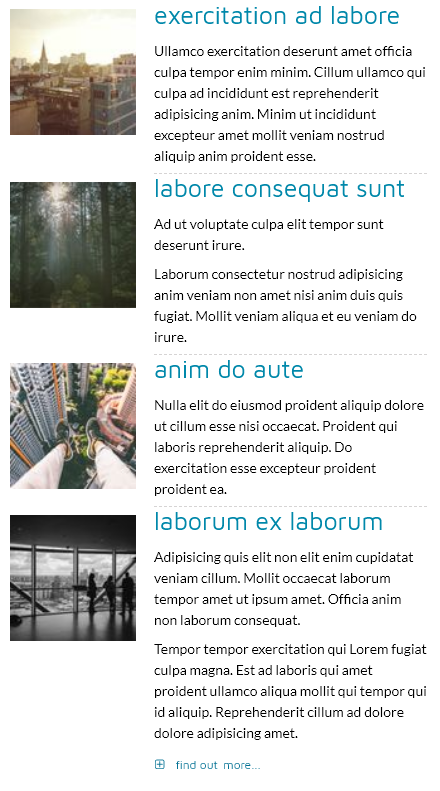 exercitation ad labore
Ullamco exercitation deserunt amet officia
culpa tempor enim minim. Cillum ullamco qui
culpa ad incididunt est reprehenderit
adipisicing anim. Minim ut incididunt
excepteur amet mollit veniam nostrud
aliquip anim proident esse.
labore consequat sunt
Ad ut voluptate culpa elit tempor sunt
deserunt irure.
Laborum consectetur nostrud adipisicing
anim veniam non amet nisi anim duis quis
fugiat. Mollit veniam aliqua et eu veniam do
irure.
anim do aute
Nulla elit do eiusmod proident aliquip dolore
ut cillum esse nisi occaecat. Proident qui
laboris reprehenderit aliquip. Do
exercitation esse excepteur proident
proident ea.
laborum ex laborum
Adipisicing quis elit non elit enim cupidatat
veniam cillum. Mollit occaecat laborum
tempor amet ut ipsum amet. Officia anim
non laborum consequat.
Tempor tempor exercitation qui Lorem fugiat
culpa magna. Est ad laboris qui amet
proident ullamco aliqua mollit qui tempor qui
id aliquip. Reprehenderit cillum ad dolore
dolore adipisicing amet.
find out more...